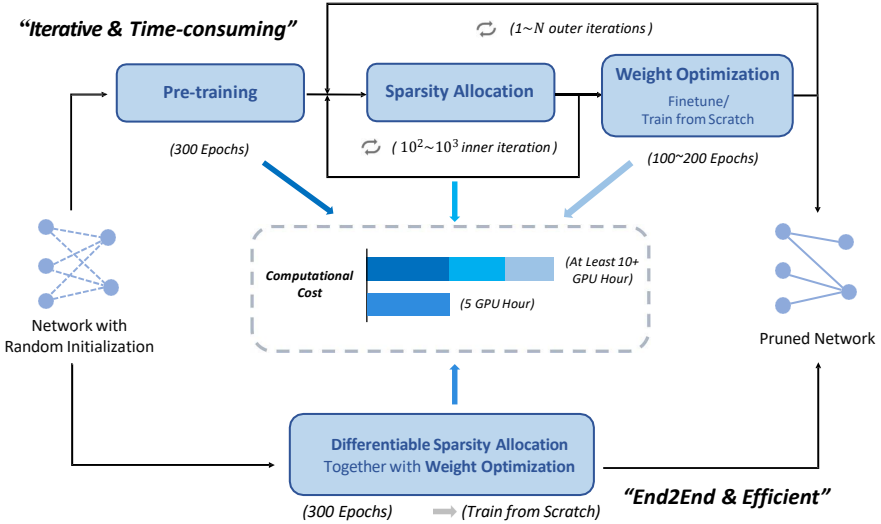 “Iterative & Time-consuming”
(1~N outer iterations)
Pre-training
Sparsity Allocation
Weight Optimization
Finetune/
Train from Scratch
(300 Epochs)
( 10²~10³ inner iteration )
(100~200 Epochs)
Computational
Cost
(At Least 10+
GPU Hour)
(5 GPU Hour)
Network with
Random Initialization
Pruned Network
Differentiable Sparsity Allocation
Together with Weight Optimization
“End2End & Efficient”
(300 Epochs)
(Train from Scratch)